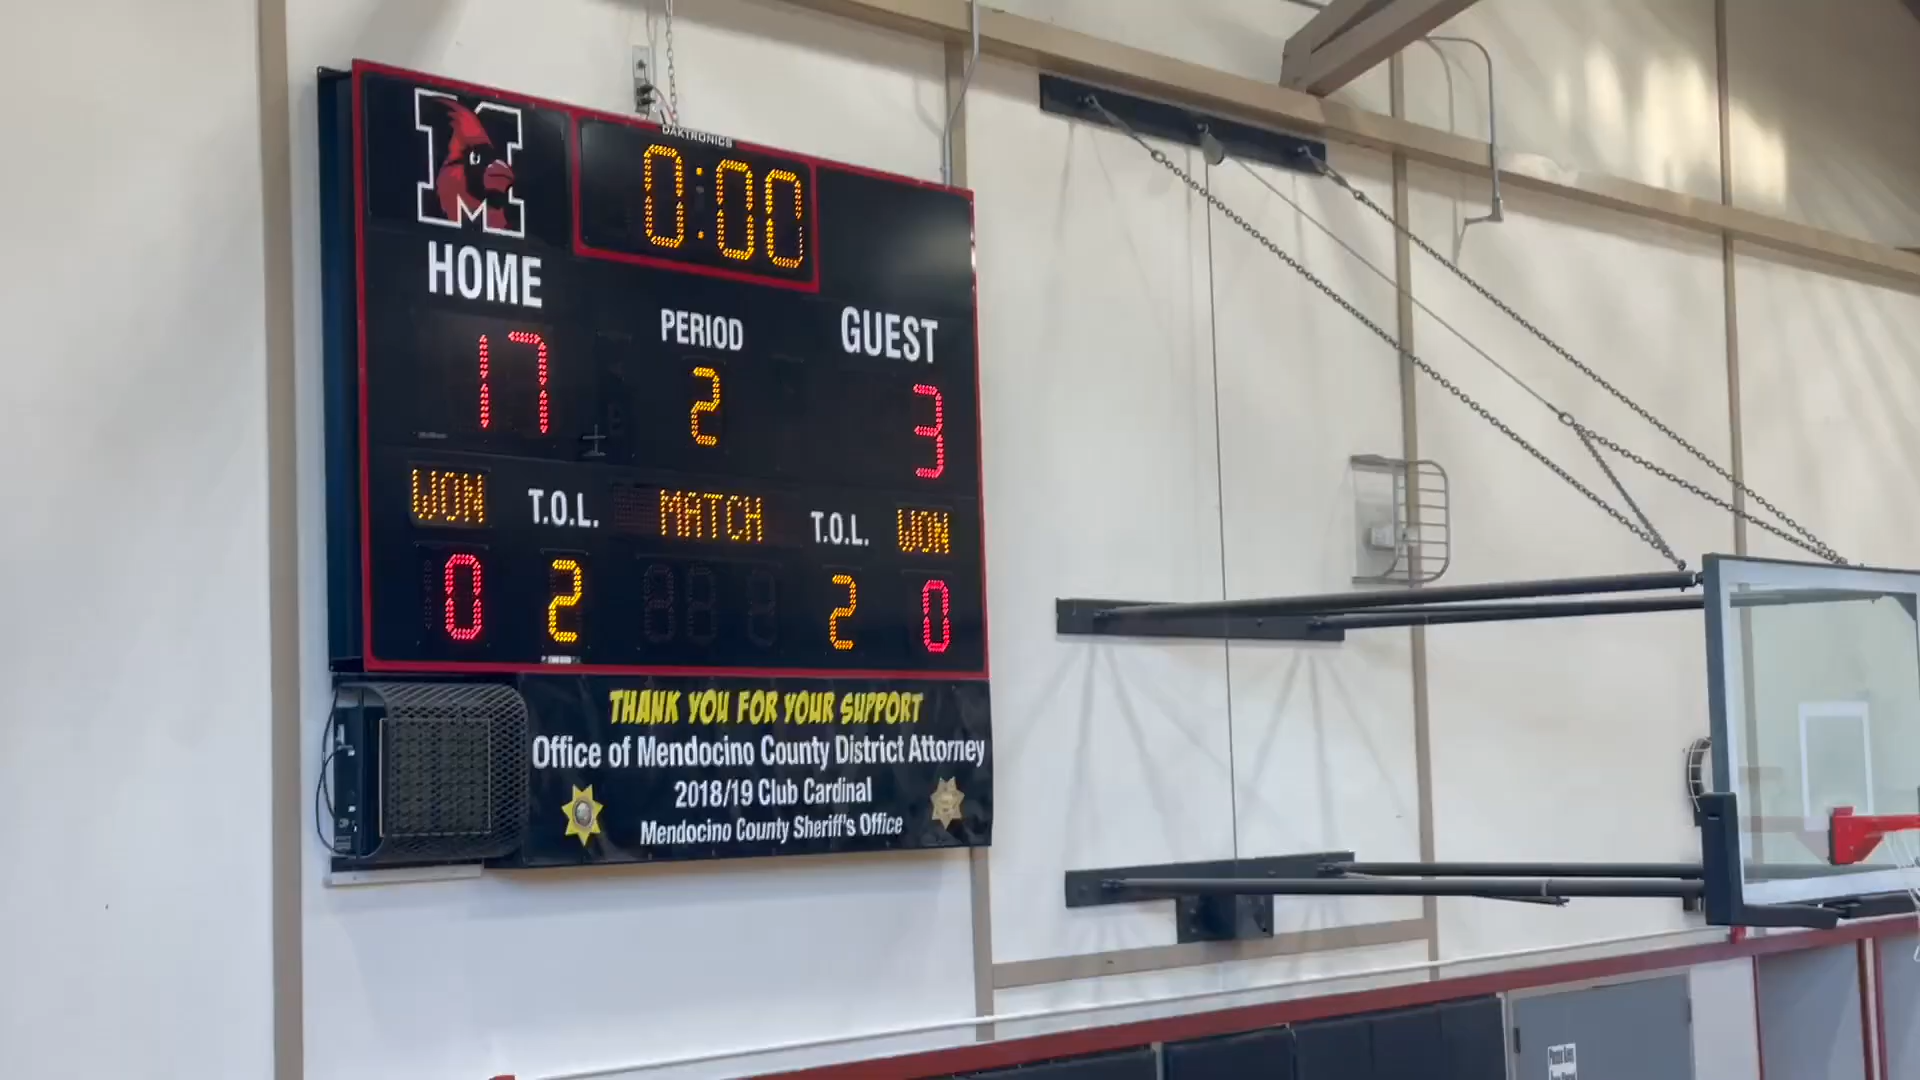 DAKTRONICS
M
0:00
HOME
PERIOD
GUEST
17
2
3
WON
T.O.L.
MATCH
T.O.L.
WON
0
2
2
0
THANK YOU FOR YOUR SUPPORT
Office of Mendocino County District Attorney
2018/19 Club Cardinal
Mendocino County Sheriff's Office